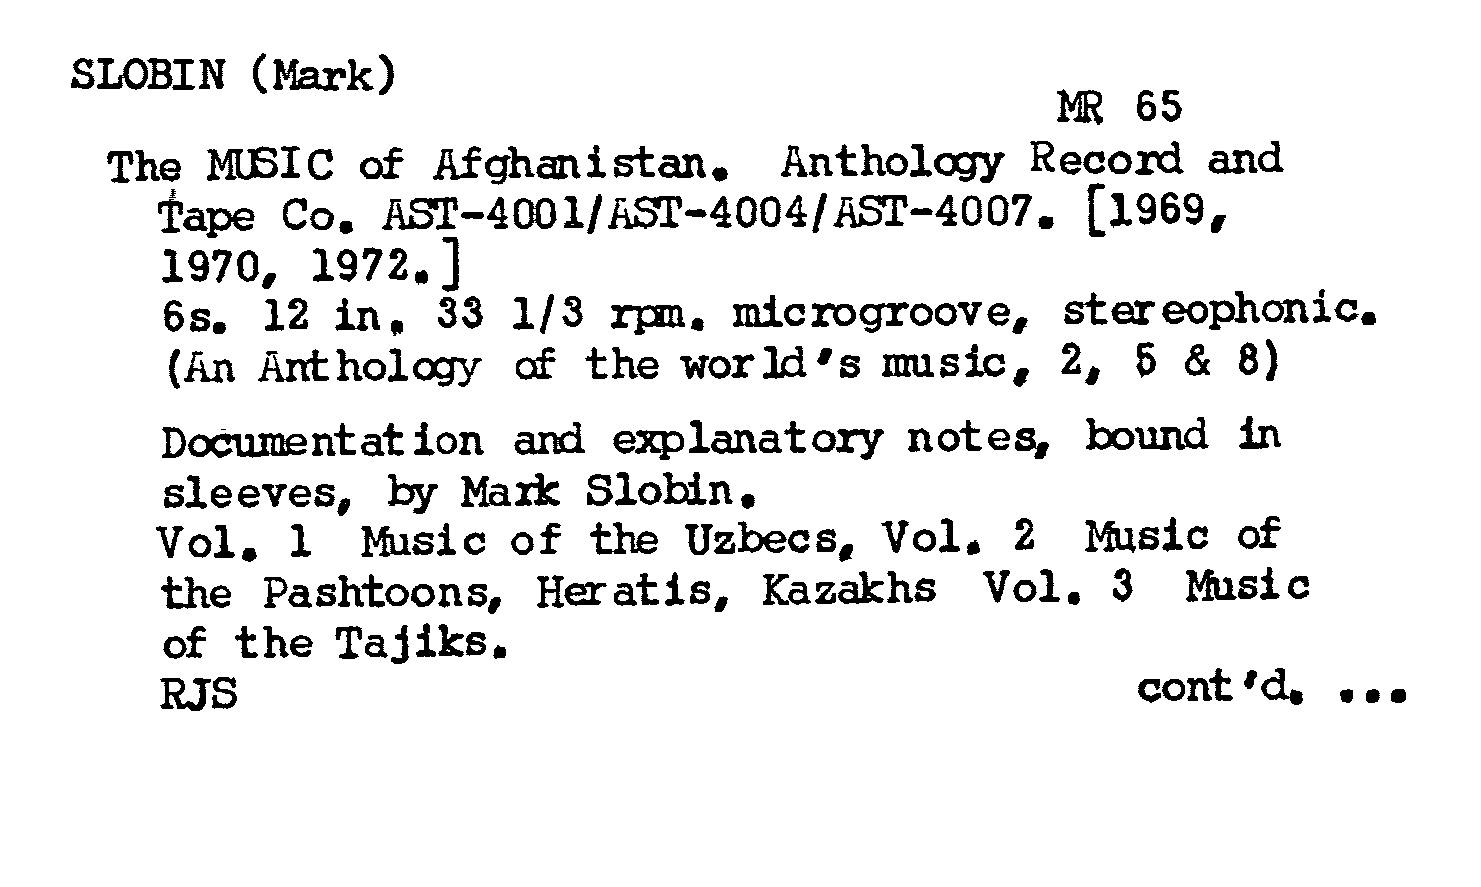 SLOBIN (Mark)
MR 65
The MUSIC of Afghanistan. Anthology Record and
Tape Co. AST-4001/AST-4004/AST-4007. [1969,
1970, 1972.]
6s. 12 in. 33 1/3 rpm. microgroove, stereophonic.
(An Anthology of the world's music, 2, 5 & 8)
Documentation and explanatory notes, bound in
sleeves, by Mark Slobin.
Vol. 1 Music of the Uzbecs, Vol. 2 Music of
the Pashtoons, Heratis, Kazakhs Vol. 3 Music
of the Tajiks.
RJS cont'd. ...